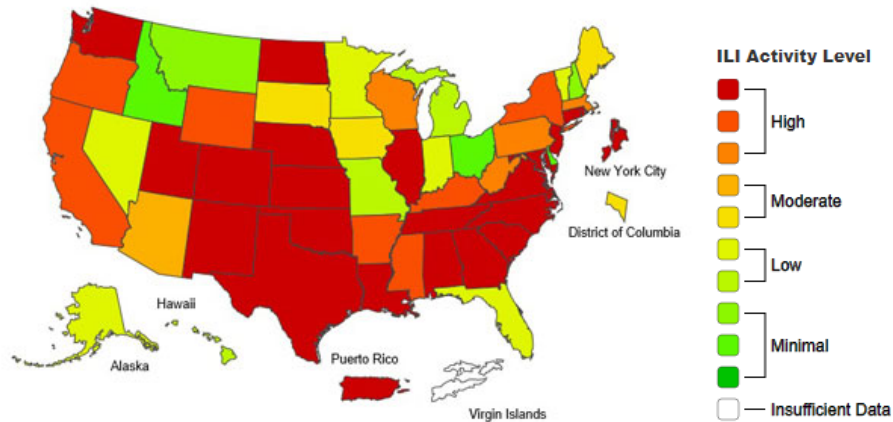 ILI Activity Level
High
New York City
Moderate
District of Columbia
Low
Hawaii
Alaska
Puerto Rico
Minimal
Virgin Islands
Insufficient Data